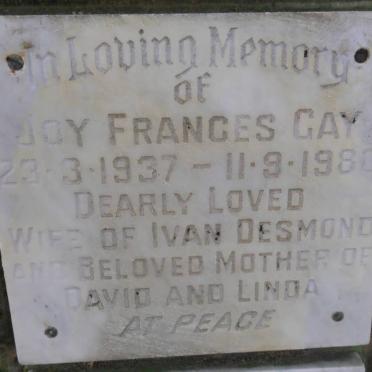 In Loving Memory
of
JOY FRANCES GAY
23·3·1937 – 11·9·1980
DEARLY LOVED
WIFE OF IVAN DESMOND
AND BELOVED MOTHER OF
DAVID AND LINDA
AT PEACE